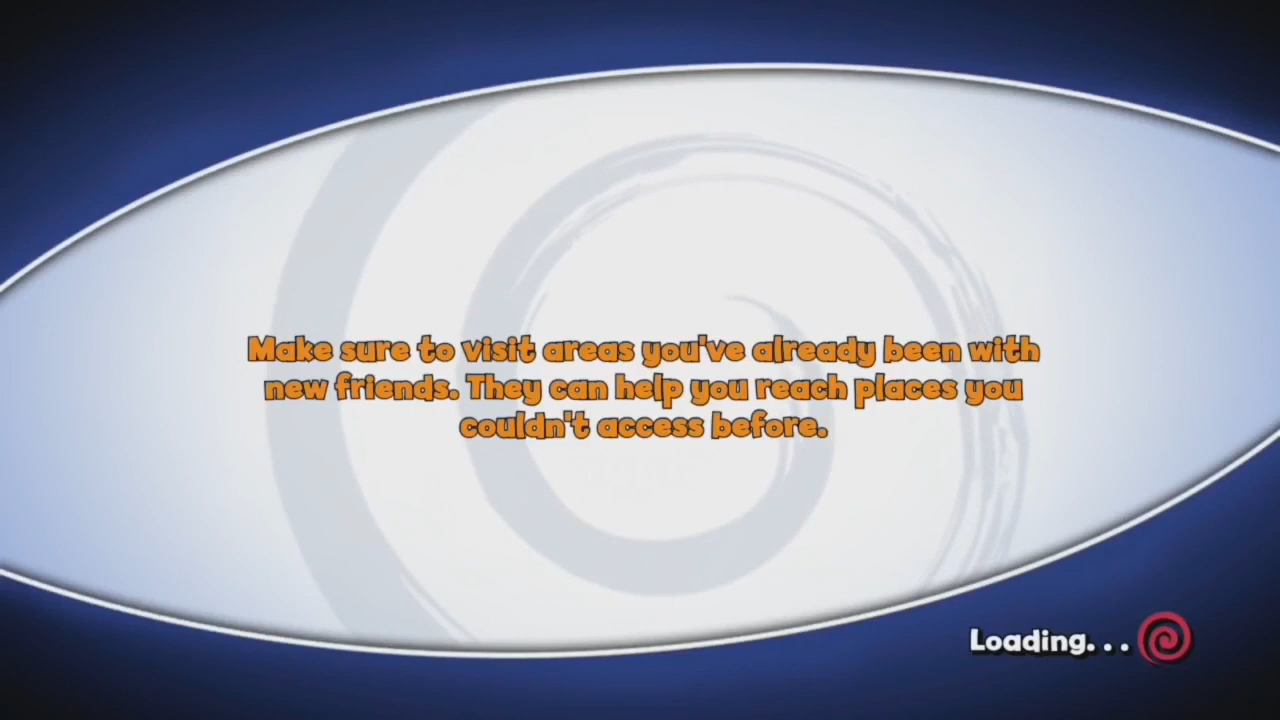 Make sure to visit areas you've already been with
new friends. They can help you reach places you
couldn't access before.
Loading. . .